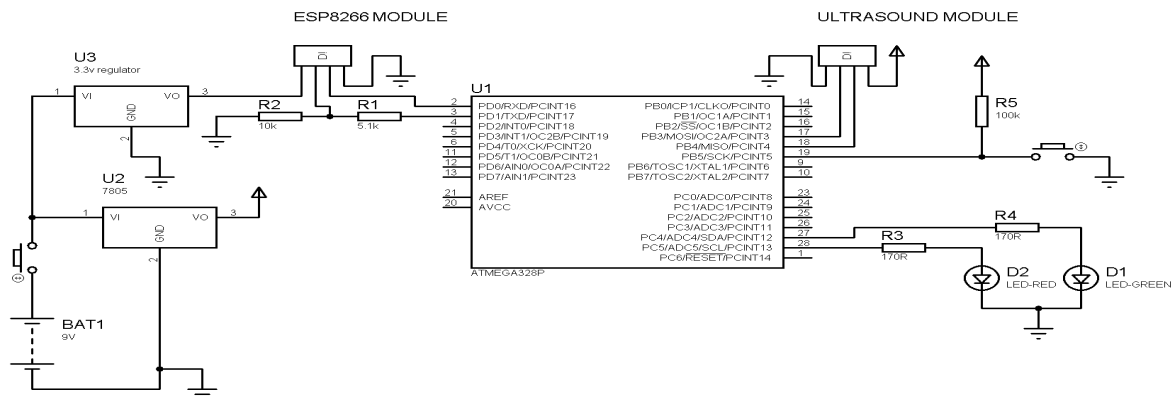 ESP8266 MODULE
ULTRASOUND MODULE
U3
3.3v regulator
1
VI
VO
3
GND
2
DI
R2
10k
R1
5.1k
U1
2 PD0/RXD/PCINT16
3 PD1/TXD/PCINT17
4 PD2/INT0/PCINT18
5 PD3/INT1/OC2B/PCINT19
6 PD4/T0/XCK/PCINT20
11 PD5/T1/OC0B/PCINT21
12 PD6/AIN0/OC0A/PCINT22
13 PD7/AIN1/PCINT23
21 AREF
20 AVCC
PB0/ICP1/CLKO/PCINT0 14
PB1/OC1A/PCINT1 15
PB2/SS/OC1B/PCINT2 16
PB3/MOSI/OC2A/PCINT3 17
PB4/MISO/PCINT4 18
PB5/SCK/PCINT5 19
PB6/TOSC1/XTAL1/PCINT6 9
PB7/TOSC2/XTAL2/PCINT7 10
PC0/ADC0/PCINT8 23
PC1/ADC1/PCINT9 24
PC2/ADC2/PCINT10 25
PC3/ADC3/PCINT11 26
PC4/ADC4/SDA/PCINT12 27
PC5/ADC5/SCL/PCINT13 28
PC6/RESET/PCINT14 1
ATMEGA328P
DI
R5
100k
U2
7805
1
VI
VO
3
GND
2
BAT1
9V
R4
170R
R3
170R
D2
LED-RED
D1
LED-GREEN